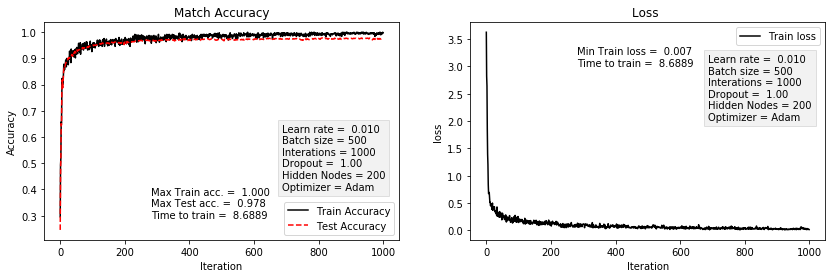 Match Accuracy
1.0
0.9
0.8
0.7
0.6
0.5
0.4
0.3
Accuracy
0
200
400
600
800
1000
Iteration
Learn rate =  0.010
Batch size = 500
Interations = 1000
Dropout =  1.00
Hidden Nodes = 200
Optimizer = Adam
Max Train acc. =  1.000
Max Test acc. =  0.978
Time to train =  8.6889
Train Accuracy
Test Accuracy
Loss
3.5
3.0
2.5
2.0
1.5
1.0
0.5
0.0
loss
0
200
400
600
800
1000
Iteration
Train loss
Min Train loss =  0.007
Time to train =  8.6889
Learn rate =  0.010
Batch size = 500
Interations = 1000
Dropout =  1.00
Hidden Nodes = 200
Optimizer = Adam